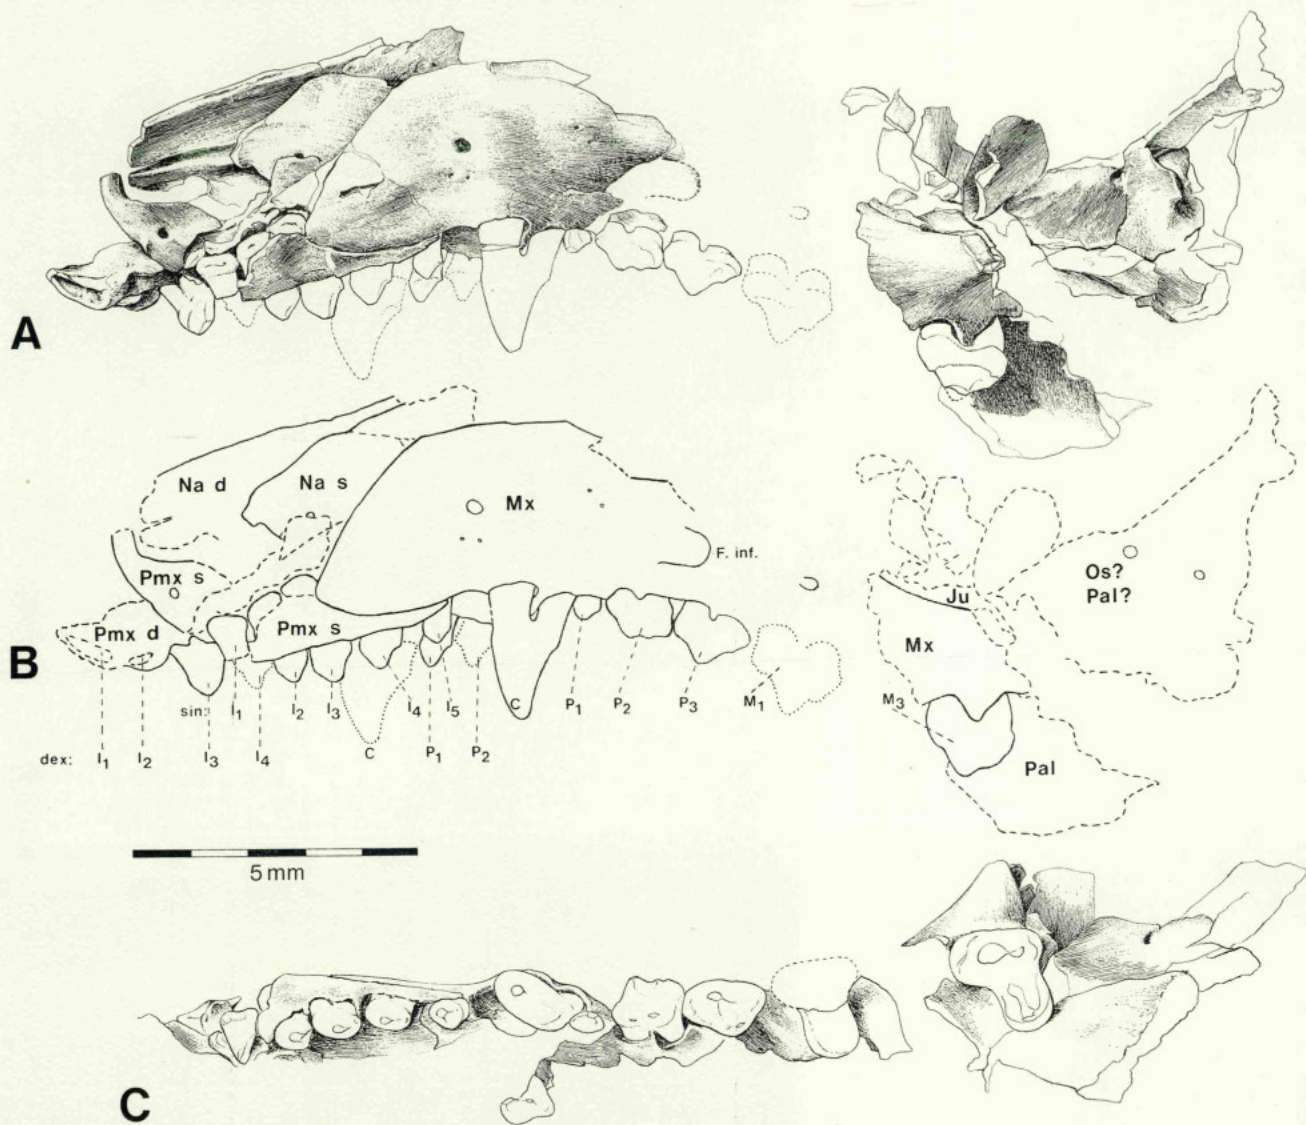 A
Na d
Na s
Mx
F. inf.
Pmx s
Pmx d
Pmx s
Os?
Pal?
Ju
Mx
M3
Pal
B
sin: I1 I2 I3 C I4 I5 C P1 P2 P3 M1
dex: I1 I2 I3 I4 P1 P2
5 mm
C